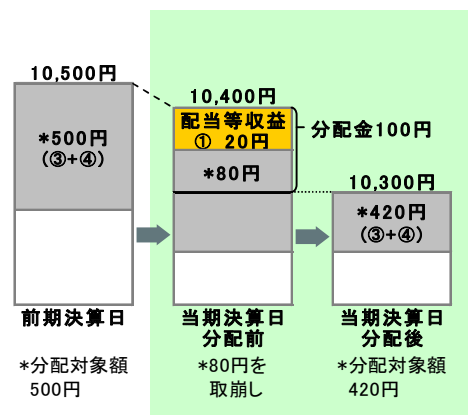 10,500円
10,400円
配当等収益
① 20円
分配金100円
*500円
(③+④)
*80円
10,300円
*420円
(③+④)
前期決算日
当期決算日
分配前
当期決算日
分配後
*分配対象額
500円
*80円を
取崩し
*分配対象額
420円